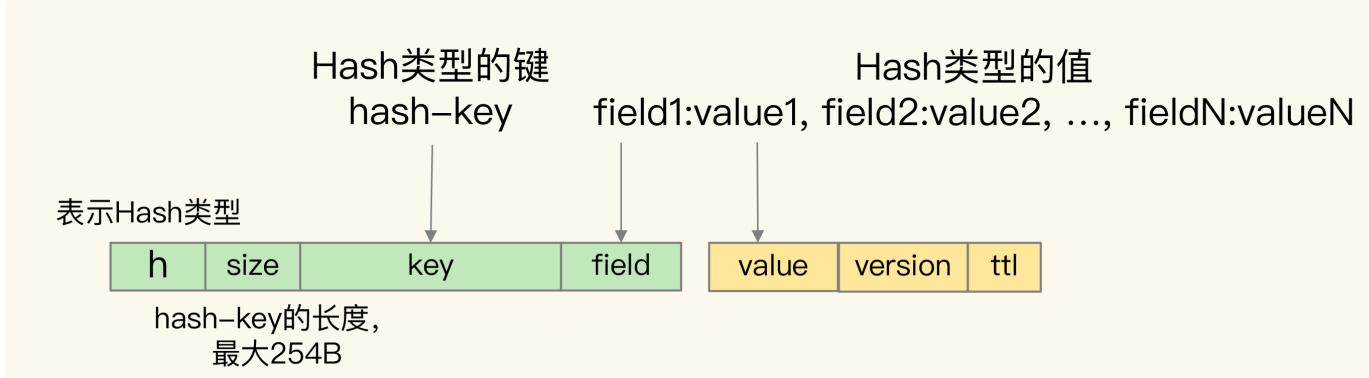 Hash类型的键
hash-key
Hash类型的值
field1:value1, field2:value2, …, fieldN:valueN
表示Hash类型
h size key field value version ttl
hash-key的长度，
最大254B